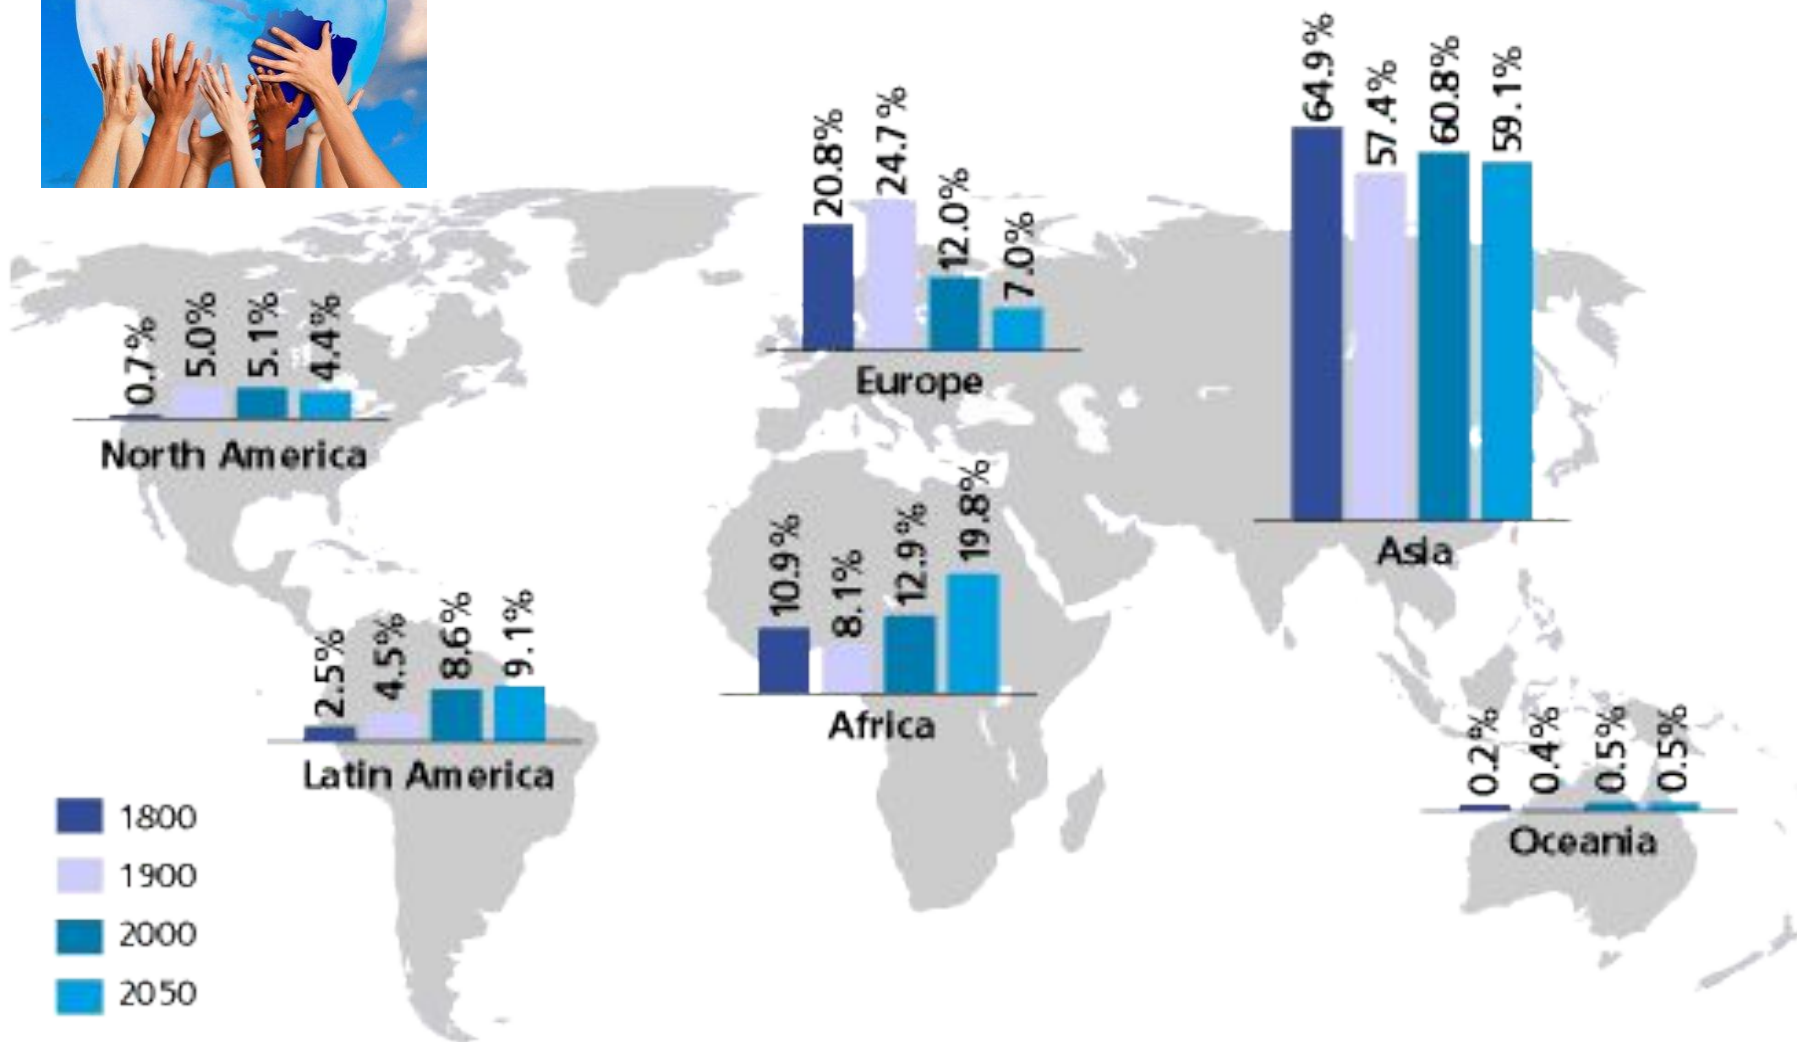 0.7% 5.0% 5.1% 4.4%
North America
20.8% 24.7% 12.0% 7.0%
Europe
64.9% 57.4% 60.8% 59.1%
Asia
2.5% 4.5% 8.6% 9.1%
Latin America
10.9% 8.1% 12.9% 19.8%
Africa
0.2% 0.4% 0.5% 0.5%
Oceania
1800
1900
2000
2050